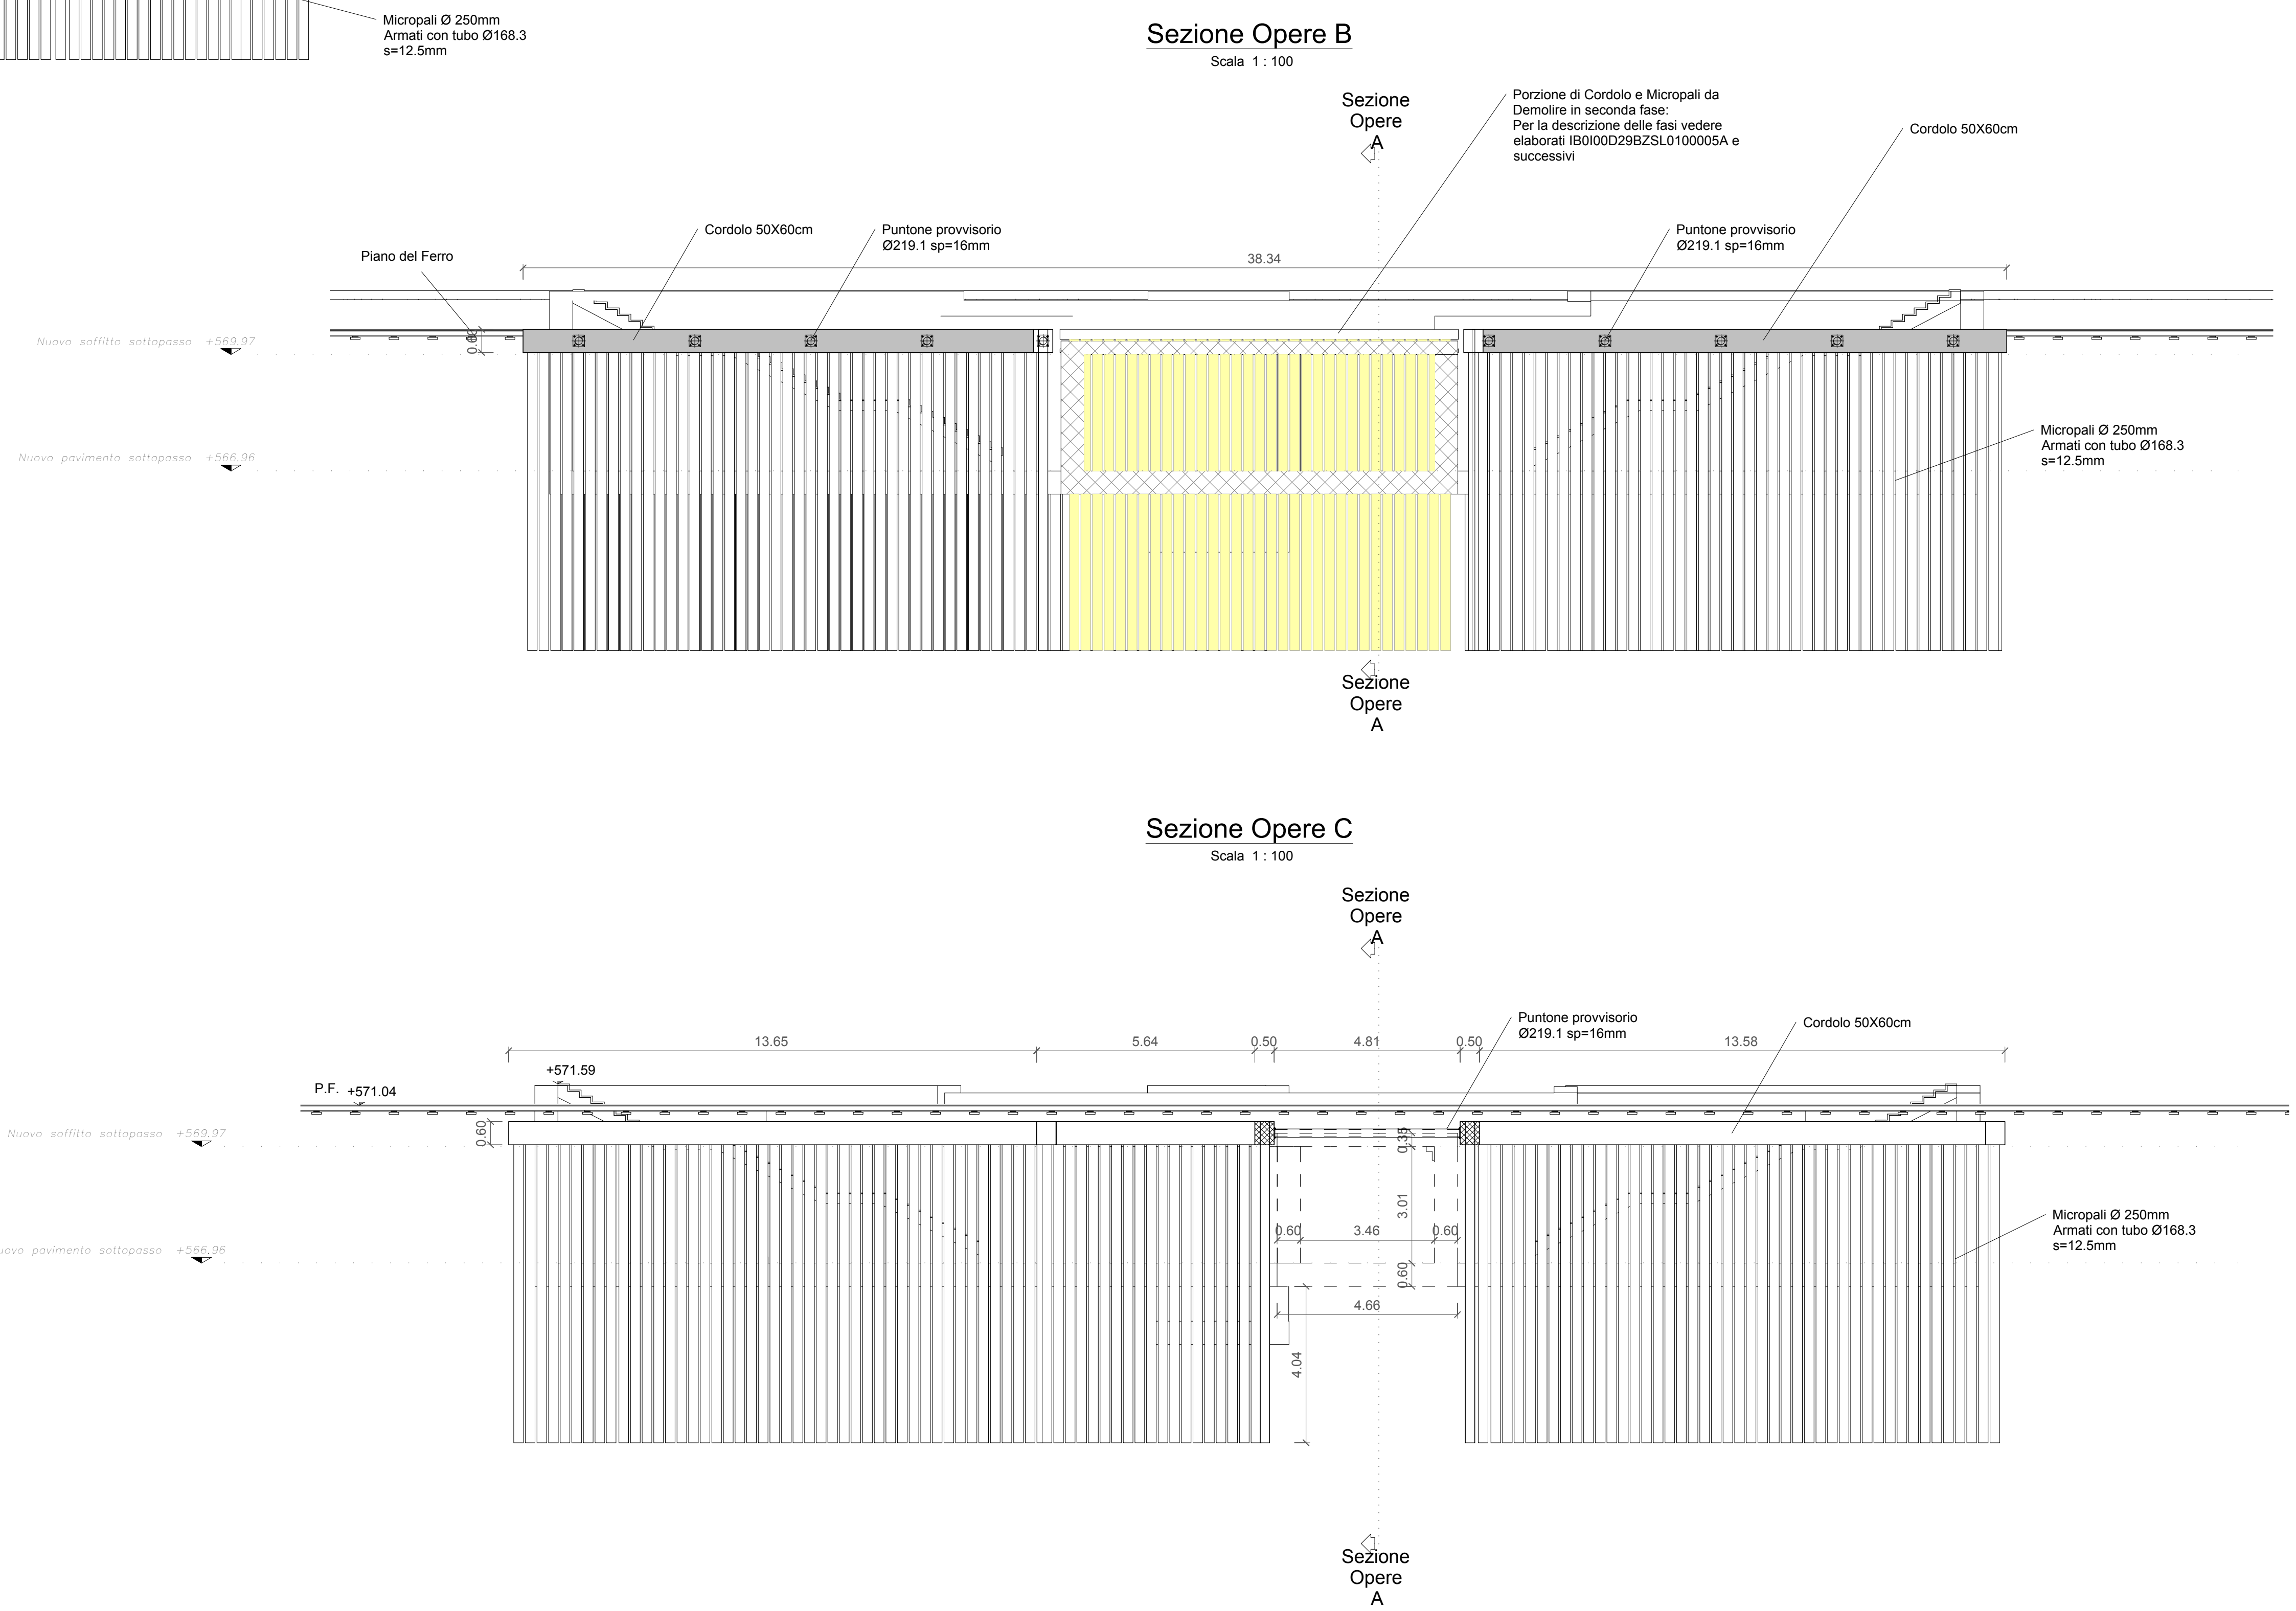 Micropali Ø 250mm
Armati con tubo Ø168.3
s=12.5mm
Sezione Opere B
Scala 1 : 100
Sezione
Opere
A
Porzione di Cordolo e Micropali da
Demolire in seconda fase:
Per la descrizione delle fasi vedere
elaborati IB0I00D29BZSL0100005A e
successivi
Cordolo 50X60cm
Cordolo 50X60cm
Puntone provvisorio
Ø219.1 sp=16mm
Puntone provvisorio
Ø219.1 sp=16mm
Piano del Ferro
38.34
0.60
Nuovo soffitto sottopasso +569,97
Nuovo pavimento sottopasso +566,96
Micropali Ø 250mm
Armati con tubo Ø168.3
s=12.5mm
Sezione
Opere
A
Sezione Opere C
Scala 1 : 100
Sezione
Opere
A
Puntone provvisorio
Ø219.1 sp=16mm
Cordolo 50X60cm
13.65
5.64
0.50
4.81
0.50
13.58
+571.59
P.F. +571.04
Nuovo soffitto sottopasso +569,97
0.60
0.35
3.01
0.60
3.46
0.60
0.60
4.66
4.04
uovo pavimento sottopasso +566,96
Micropali Ø 250mm
Armati con tubo Ø168.3
s=12.5mm
Sezione
Opere
A